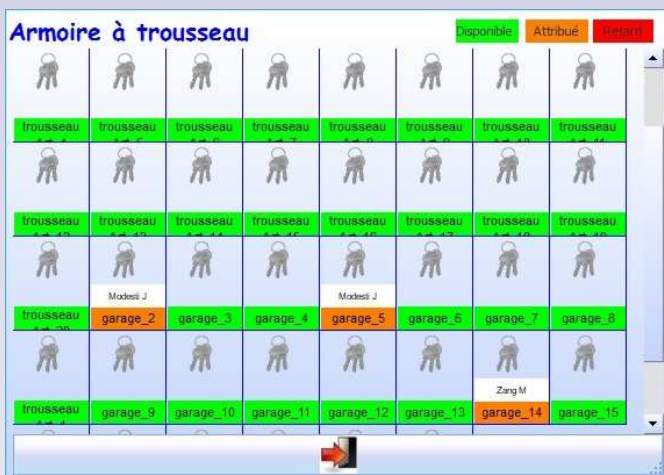 Armoire à trousseau Disponible Attribué Retard
trousseau trousseau trousseau trousseau trousseau trousseau trousseau trousseau
trousseau trousseau trousseau trousseau trousseau trousseau trousseau trousseau
Modesti J Modesti J
trousseau garage_2 garage_3 garage_4 garage_5 garage_6 garage_7 garage_8
Zang M
trousseau garage_9 garage_10 garage_11 garage_12 garage_13 garage_14 garage_15